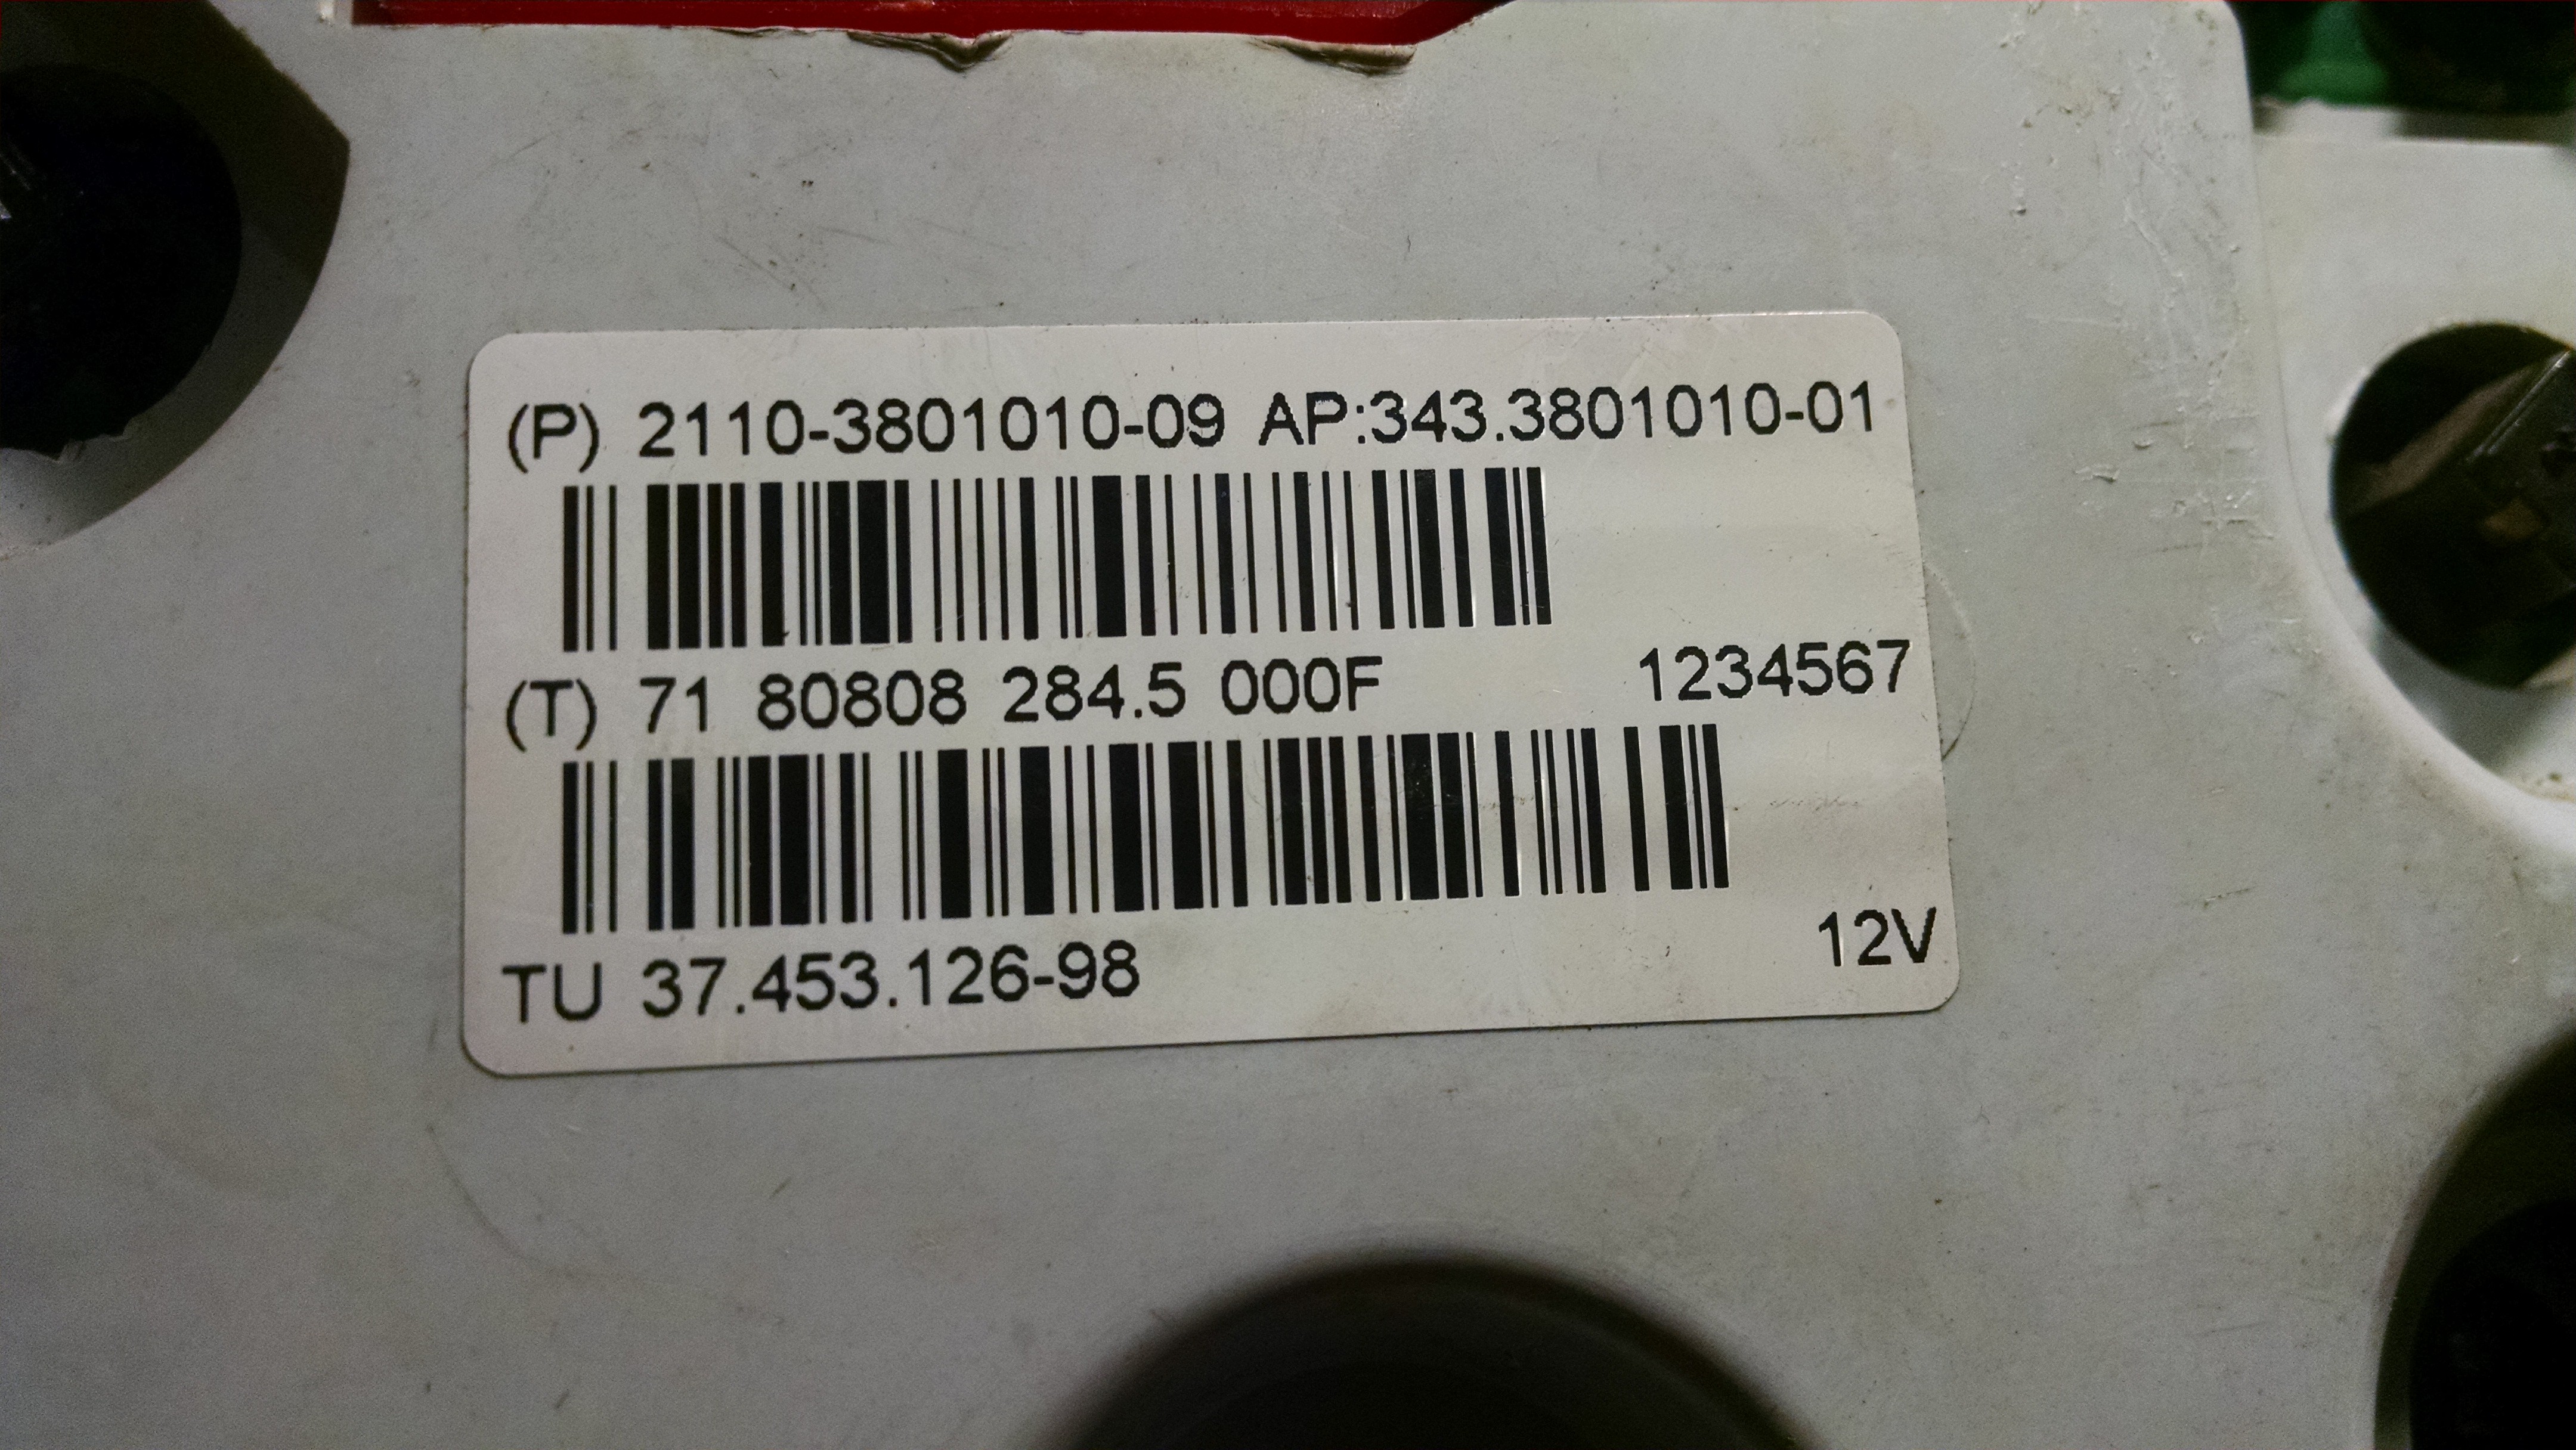 (P) 2110-3801010-09 AP:343.3801010-01
(T) 71 80808 284.5 000F 1234567
12V
TU 37.453.126-98